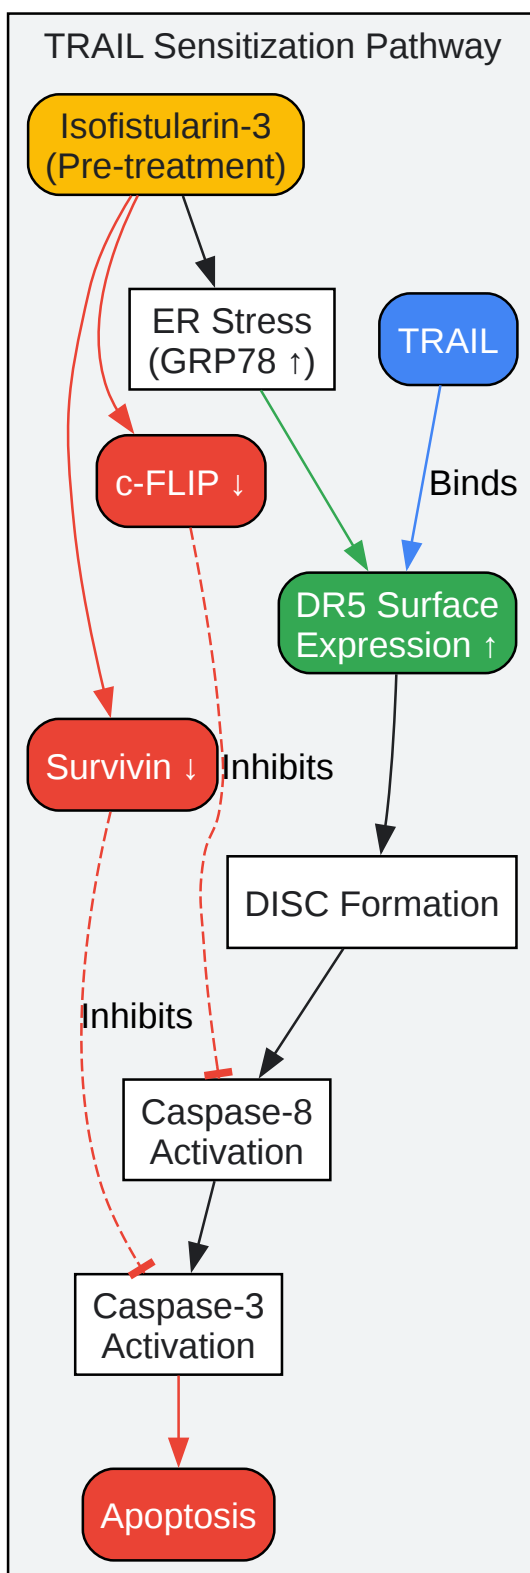 TRAIL Sensitization Pathway
Isofistularin-3
(Pre-treatment)
ER Stress
(GRP78 ↑)
TRAIL
c-FLIP ↓
Binds
DR5 Surface
Expression ↑
Survivin ↓
Inhibits
DISC Formation
Inhibits
Caspase-8
Activation
Caspase-3
Activation
Apoptosis